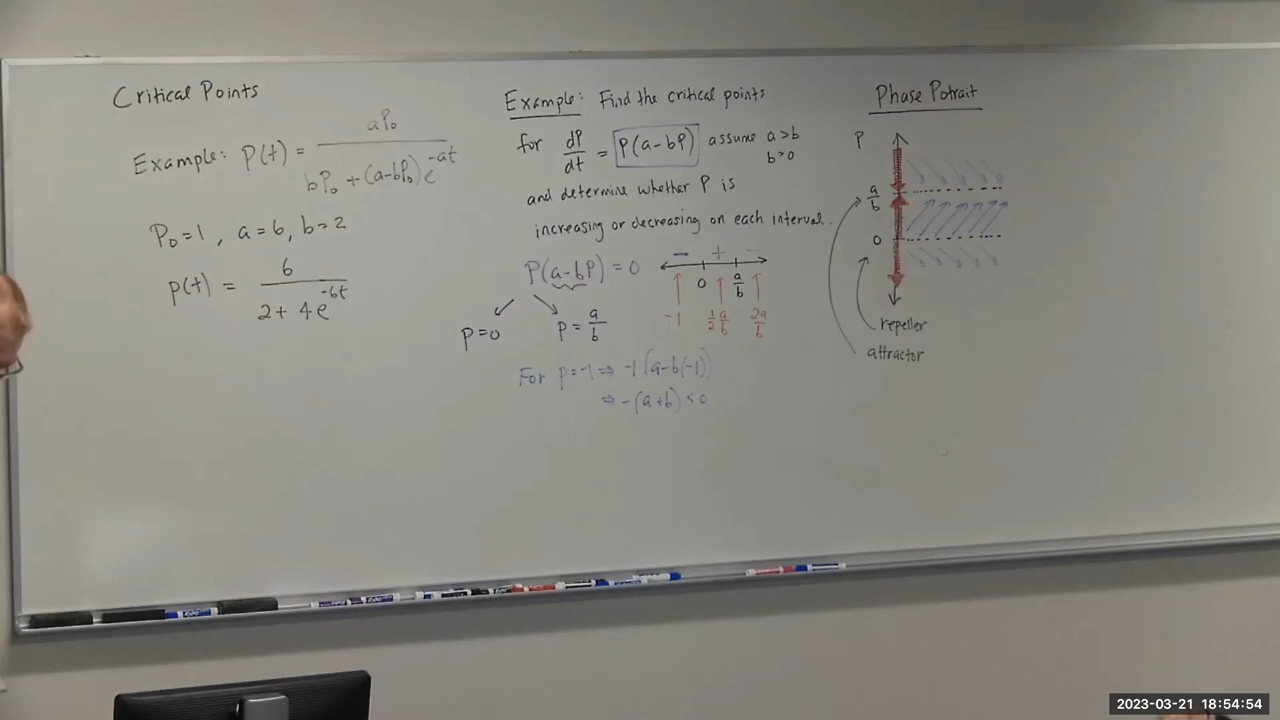 Critical Points
Example: P(t) = aP₀ / (bP₀ + (a-bP₀)e^-at)
P₀=1, a=6, b=2
p(t) = 6 / (2+4e^-6t)
Example: Find the critical points
for dP/dt = P(a-bP) assume a>b
b>0
and determine whether P is
increasing or decreasing on each interval.
P(a-bP) = 0
P=0
P = a/b
− + −
0 a/b
-1 1/2 a/b 2a/b
For p=-1 ⇒ -1(a-b(-1))
⇒ -(a+b) <0
Phase Potrait
P
a/b
0
repeller
attractor
2023-03-21 18:54:54